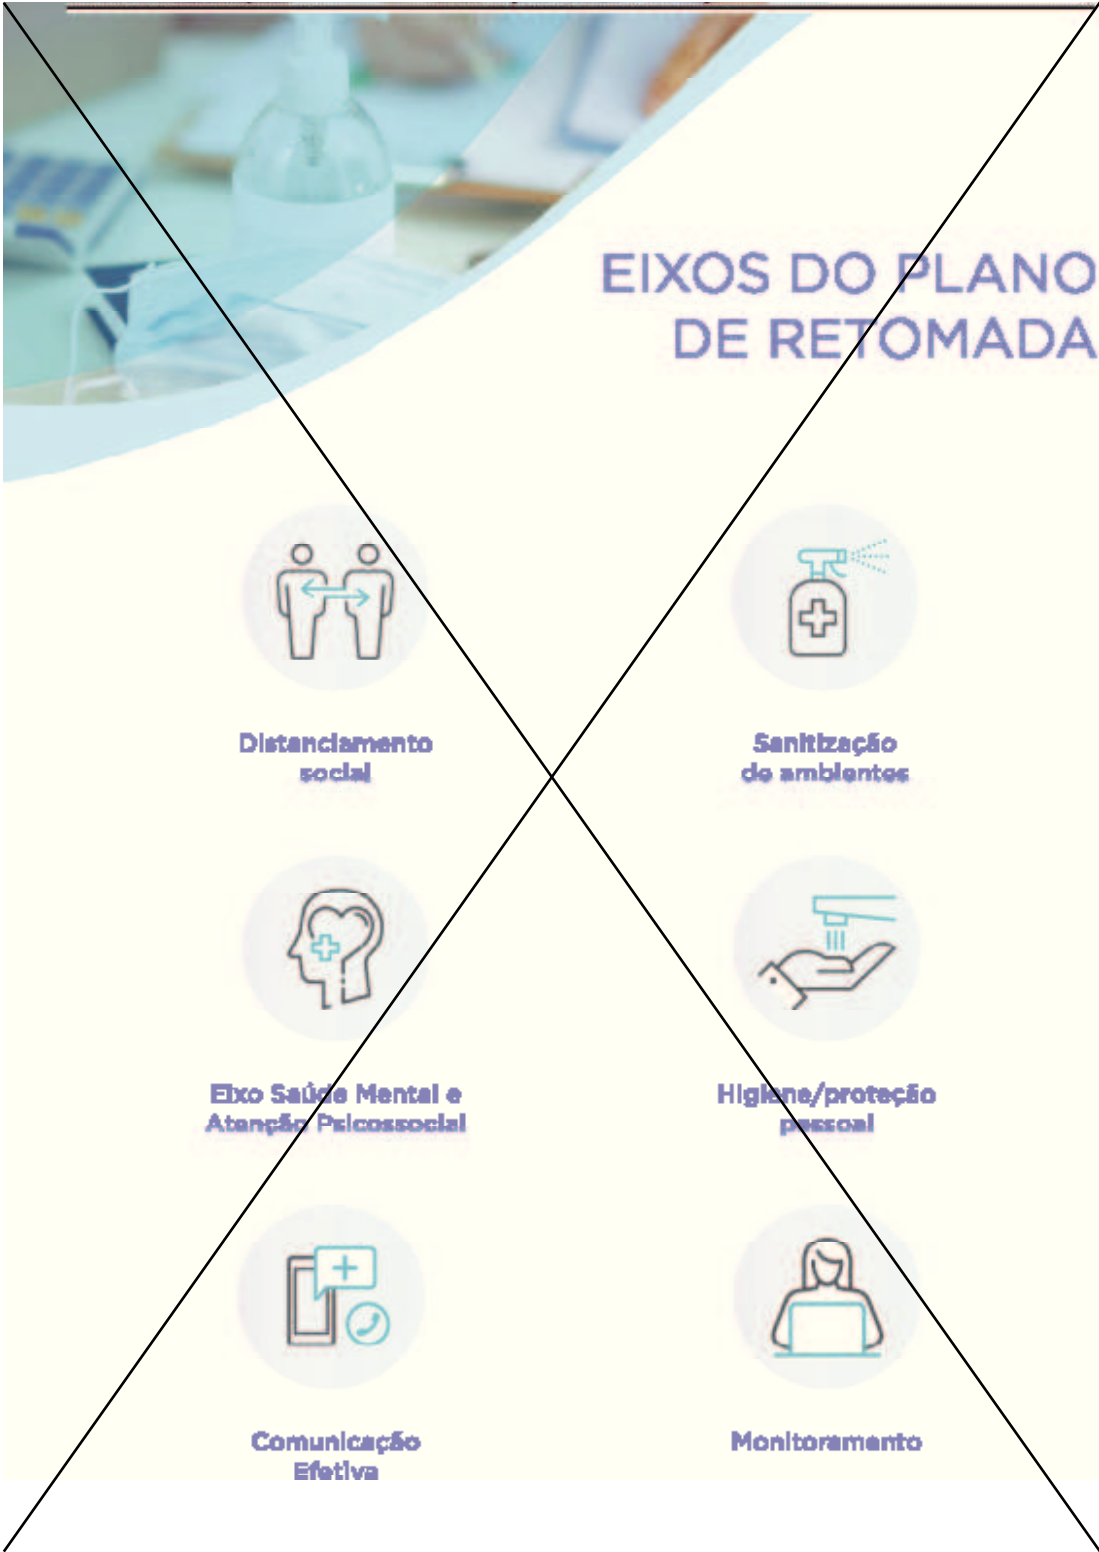 EIXOS DO PLANO
DE RETOMADA
Distanciamento
social
Sanitização
de ambientes
Eixo Saúde Mental e
Atenção Psicossocial
Higiene/proteção
pessoal
Comunicação
Efetiva
Monitoramento